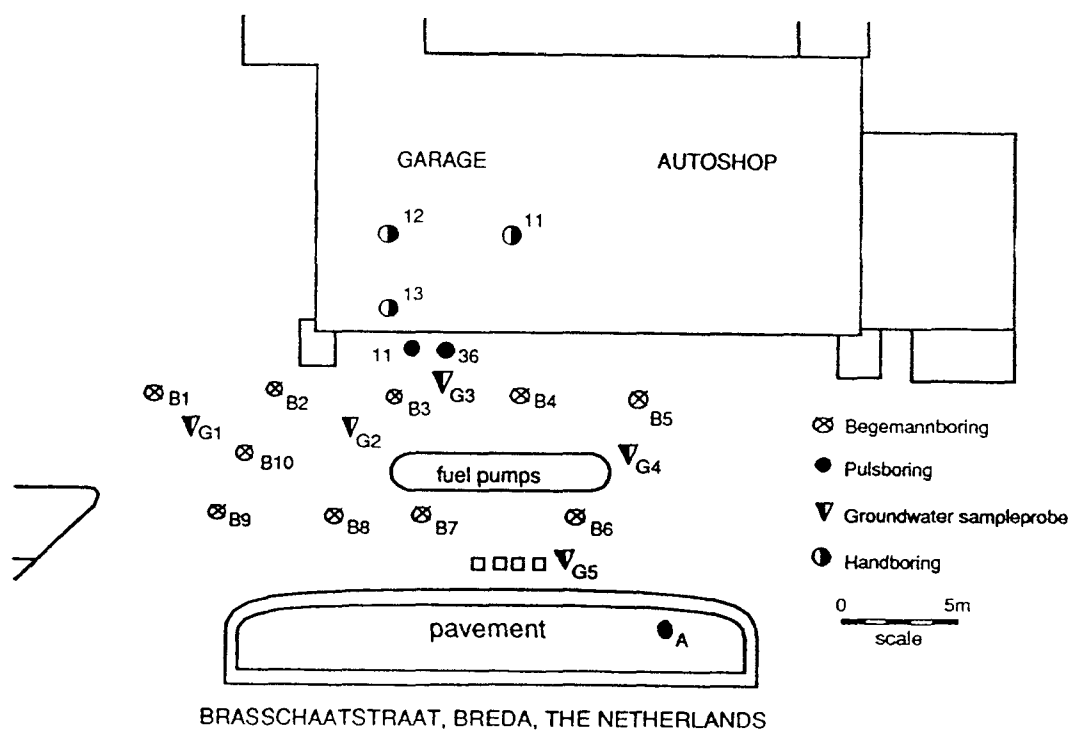 GARAGE
AUTOSHOP
12
11
13
11
36
B1
B2
B3
G3
B4
B5
G1
G2
B10
fuel pumps
G4
B9
B8
B7
B6
G5
pavement
A
Begemannboring
Pulsboring
Groundwater sampleprobe
Handboring
0 5m
scale
BRASSCHAATSTRAAT, BREDA, THE NETHERLANDS